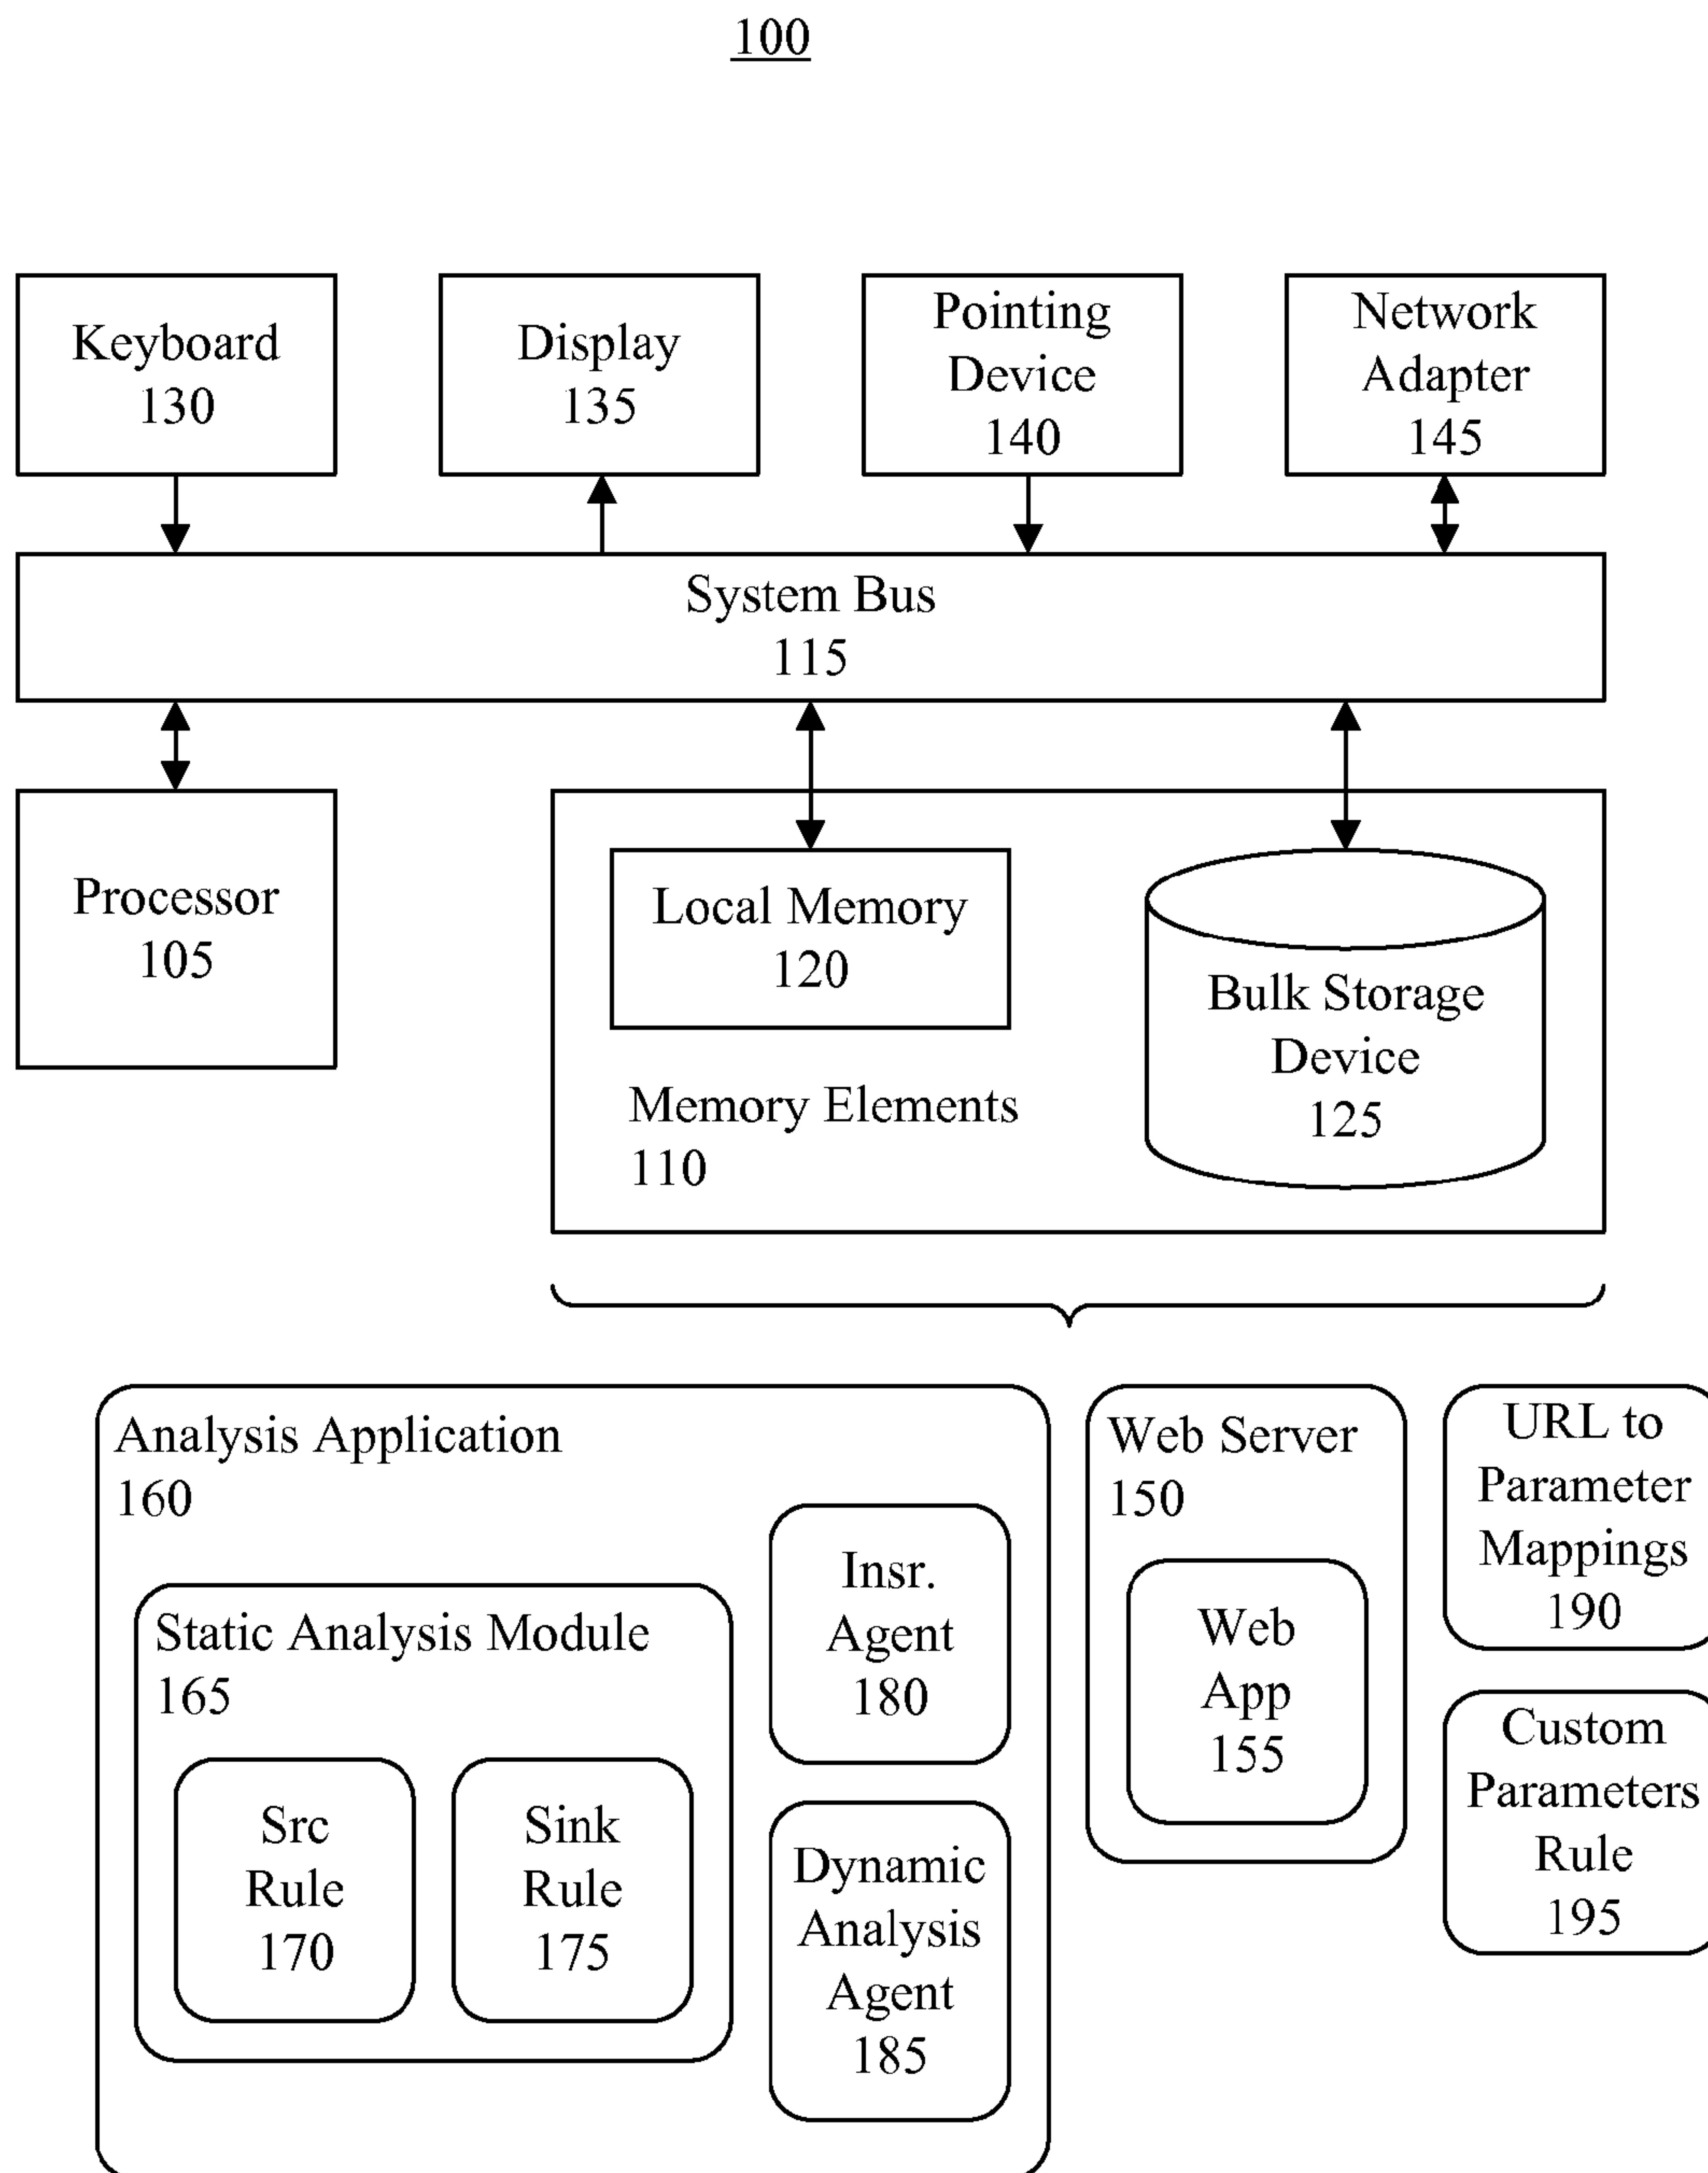 100
Keyboard
130
Display
135
Pointing
Device
140
Network
Adapter
145
System Bus
115
Processor
105
Local Memory
120
Bulk Storage
Device
125
Memory Elements
110
Analysis Application
160
Static Analysis Module
165
Src
Rule
170
Sink
Rule
175
Insr.
Agent
180
Dynamic
Analysis
Agent
185
Web Server
150
Web
App
155
URL to
Parameter
Mappings
190
Custom
Parameters
Rule
195